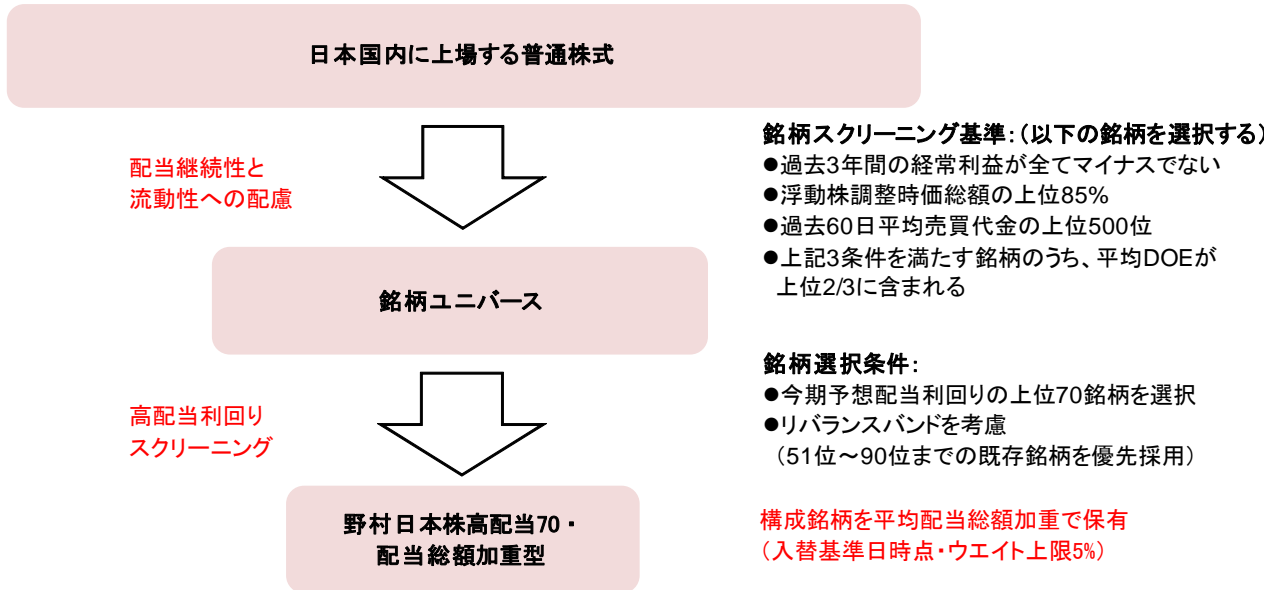 日本国内に上場する普通株式
配当継続性と
流動性への配慮
銘柄スクリーニング基準：（以下の銘柄を選択する）
●過去3年間の経常利益が全てマイナスでない
●浮動株調整時価総額の上位85%
●過去60日平均売買代金の上位500位
●上記3条件を満たす銘柄のうち、平均DOEが
上位2/3に含まれる
銘柄ユニバース
高配当利回り
スクリーニング
銘柄選択条件：
●今期予想配当利回りの上位70銘柄を選択
●リバランスバンドを考慮
（51位～90位までの既存銘柄を優先採用）
野村日本株高配当70・
配当総額加重型
構成銘柄を平均配当総額加重で保有
（入替基準日時点・ウエイト上限5%）